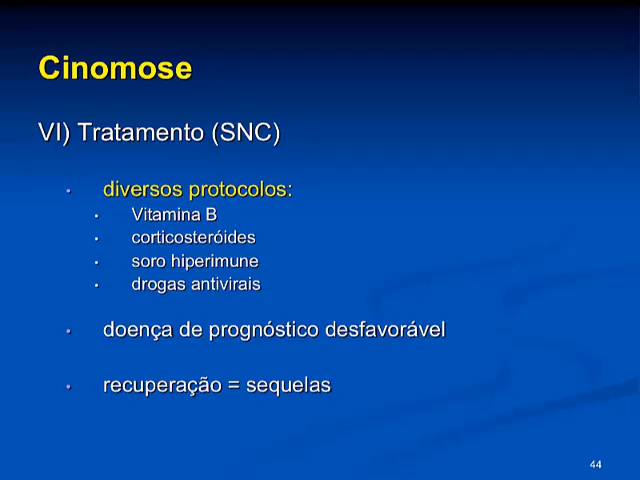 Cinomose
VI) Tratamento (SNC)
• diversos protocolos:
• Vitamina B
• corticosteróides
• soro hiperimune
• drogas antivirais
• doença de prognóstico desfavorável
• recuperação = sequelas
44